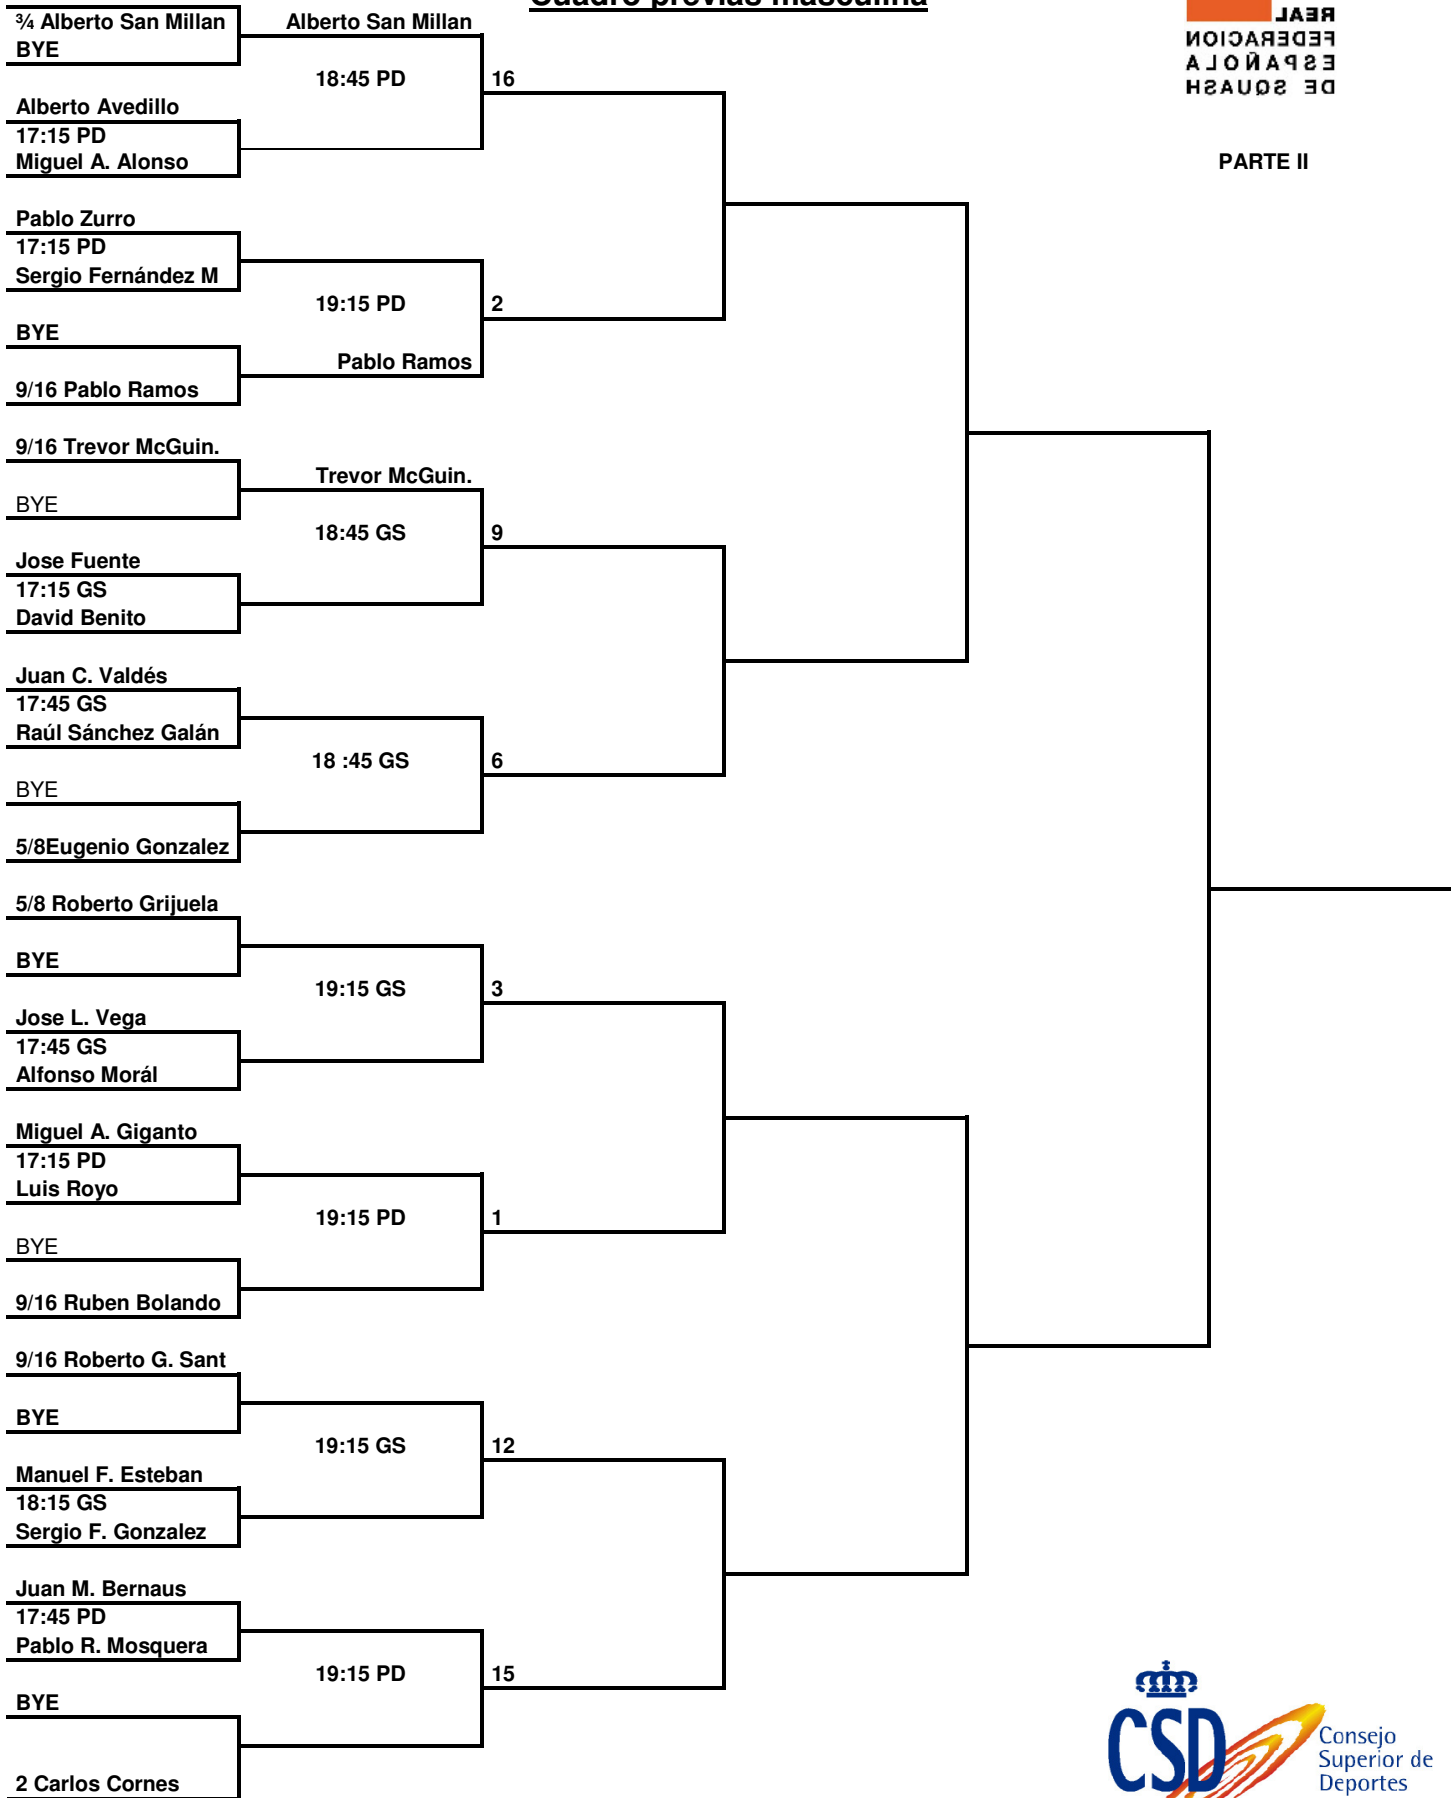 Cuadro previas masculina
¾ Alberto San Millan
BYE
Alberto San Millan
18:45 PD
16
Alberto Avedillo
17:15 PD
Miguel A. Alonso
Pablo Zurro
17:15 PD
Sergio Fernández M
19:15 PD
2
BYE
Pablo Ramos
9/16 Pablo Ramos
9/16 Trevor McGuin.
Trevor McGuin.
BYE
18:45 GS
9
Jose Fuente
17:15 GS
David Benito
Juan C. Valdés
17:45 GS
Raúl Sánchez Galán
18 :45 GS
6
BYE
5/8Eugenio Gonzalez
5/8 Roberto Grijuela
BYE
19:15 GS
3
Jose L. Vega
17:45 GS
Alfonso Morál
Miguel A. Giganto
17:15 PD
Luis Royo
19:15 PD
1
BYE
9/16 Ruben Bolando
9/16 Roberto G. Sant
BYE
19:15 GS
12
Manuel F. Esteban
18:15 GS
Sergio F. Gonzalez
Juan M. Bernaus
17:45 PD
Pablo R. Mosquera
19:15 PD
15
BYE
2 Carlos Cornes
REAL
FEDERACION
ESPAÑOLA
DE SQUASH
PARTE II
CSD
Consejo
Superior de
Deportes